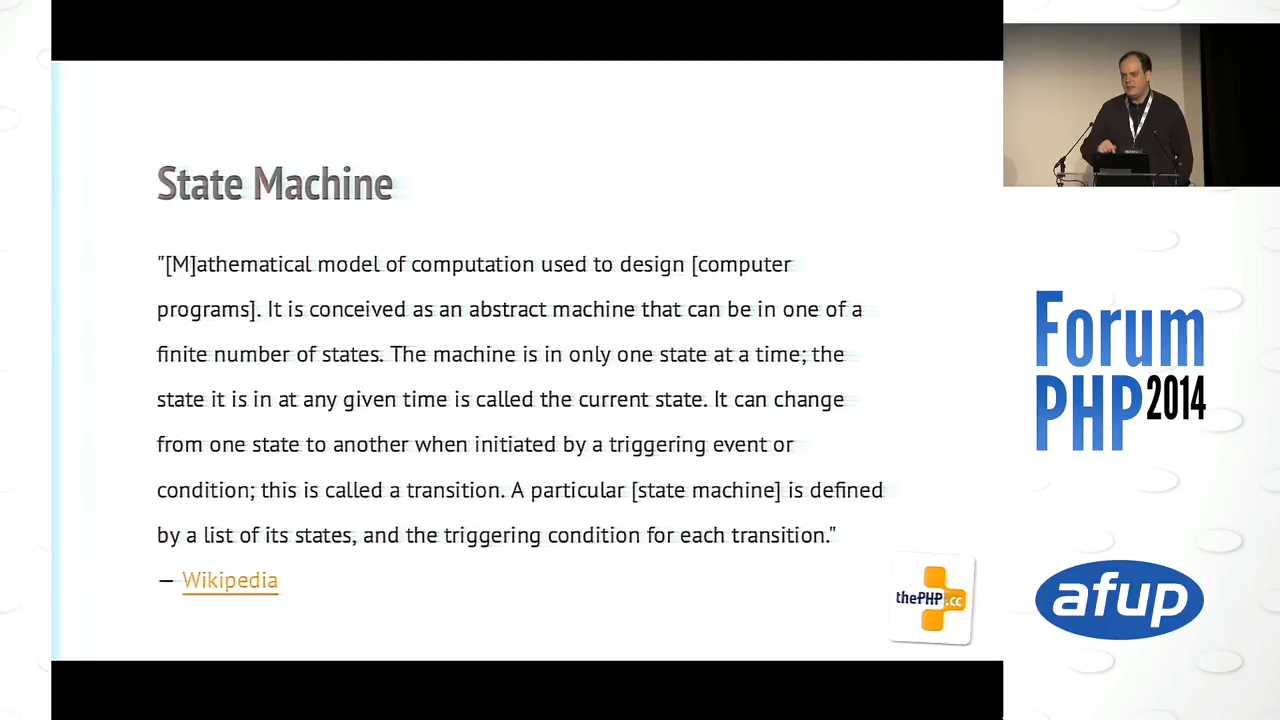 State Machine
"[M]athematical model of computation used to design [computer
programs]. It is conceived as an abstract machine that can be in one of a
finite number of states. The machine is in only one state at a time; the
state it is in at any given time is called the current state. It can change
from one state to another when initiated by a triggering event or
condition; this is called a transition. A particular [state machine] is defined
by a list of its states, and the triggering condition for each transition."
— Wikipedia
thePHP.cc
Forum
PHP 2014
afup